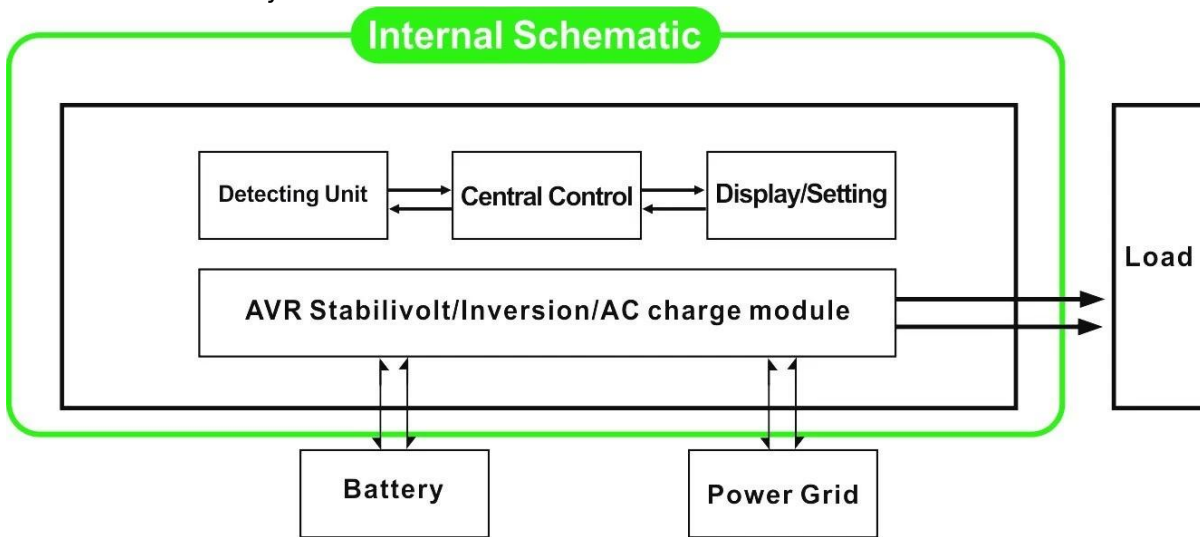 Internal Schematic
Detecting Unit
Central Control
Display/Setting
Load
AVR Stabilivolt/Inversion/AC charge module
Battery
Power Grid